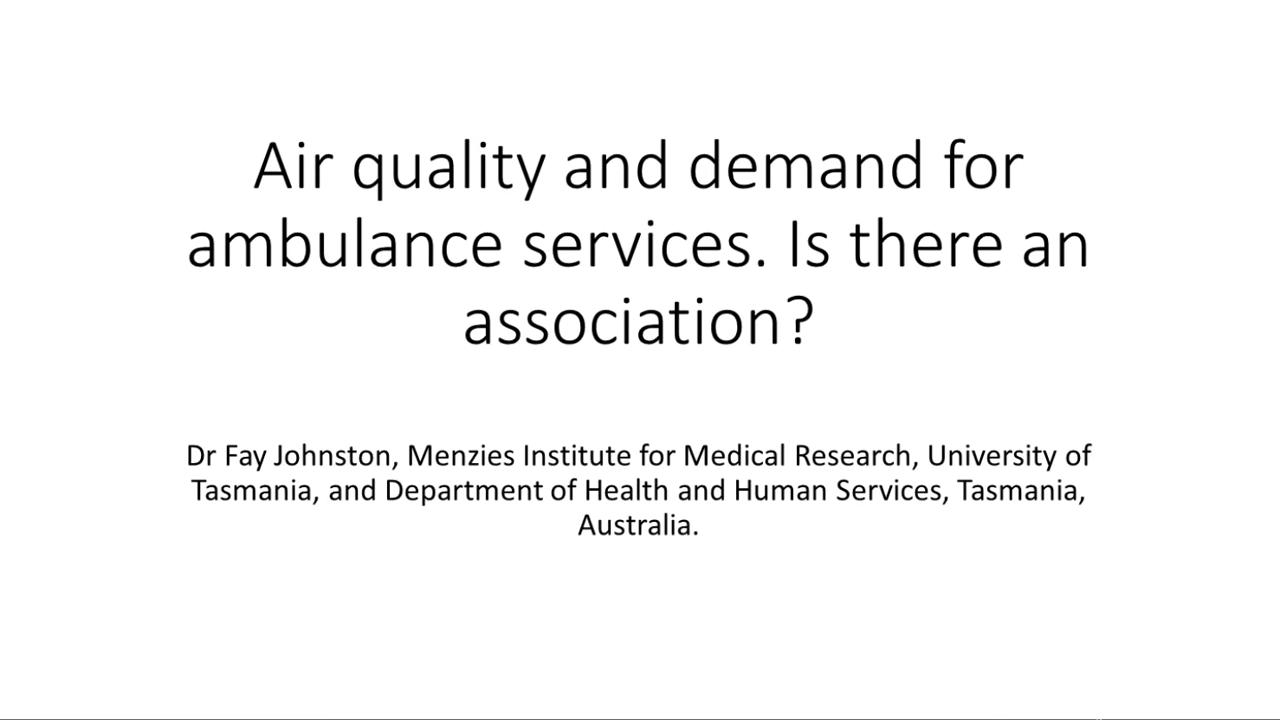 Air quality and demand for
ambulance services. Is there an
association?
Dr Fay Johnston, Menzies Institute for Medical Research, University of
Tasmania, and Department of Health and Human Services, Tasmania,
Australia.